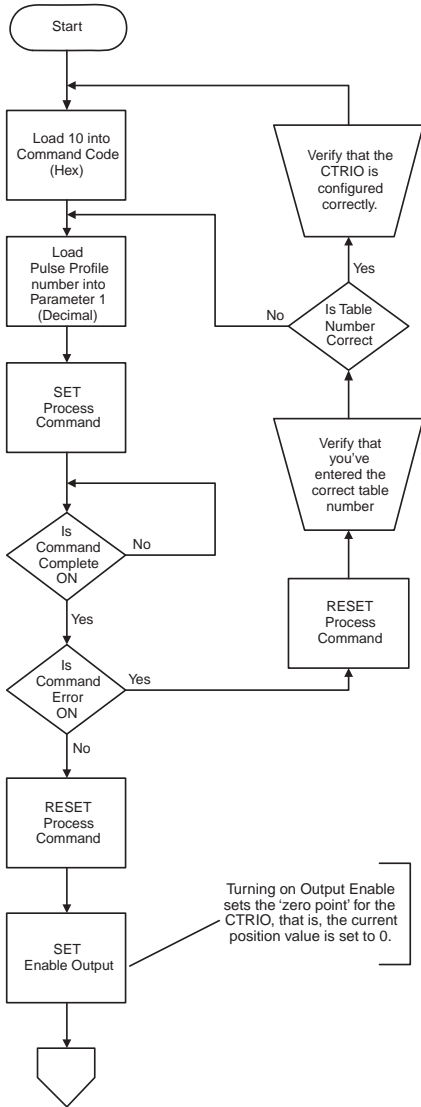 Start
Load 10 into
Command Code
(Hex)
Load
Pulse Profile
number into
Parameter 1
(Decimal)
SET
Process
Command
Is
Command
Complete
ON
No
Yes
Is
Command
Error
ON
Yes
No
RESET
Process
Command
SET
Enable Output
Verify that the
CTRIO is
configured
correctly.
Yes
No
Is Table
Number
Correct
Verify that
you've
entered the
correct table
number
RESET
Process
Command
Turning on Output Enable
sets the ‘zero point’ for the
CTRIO, that is, the current
position value is set to 0.